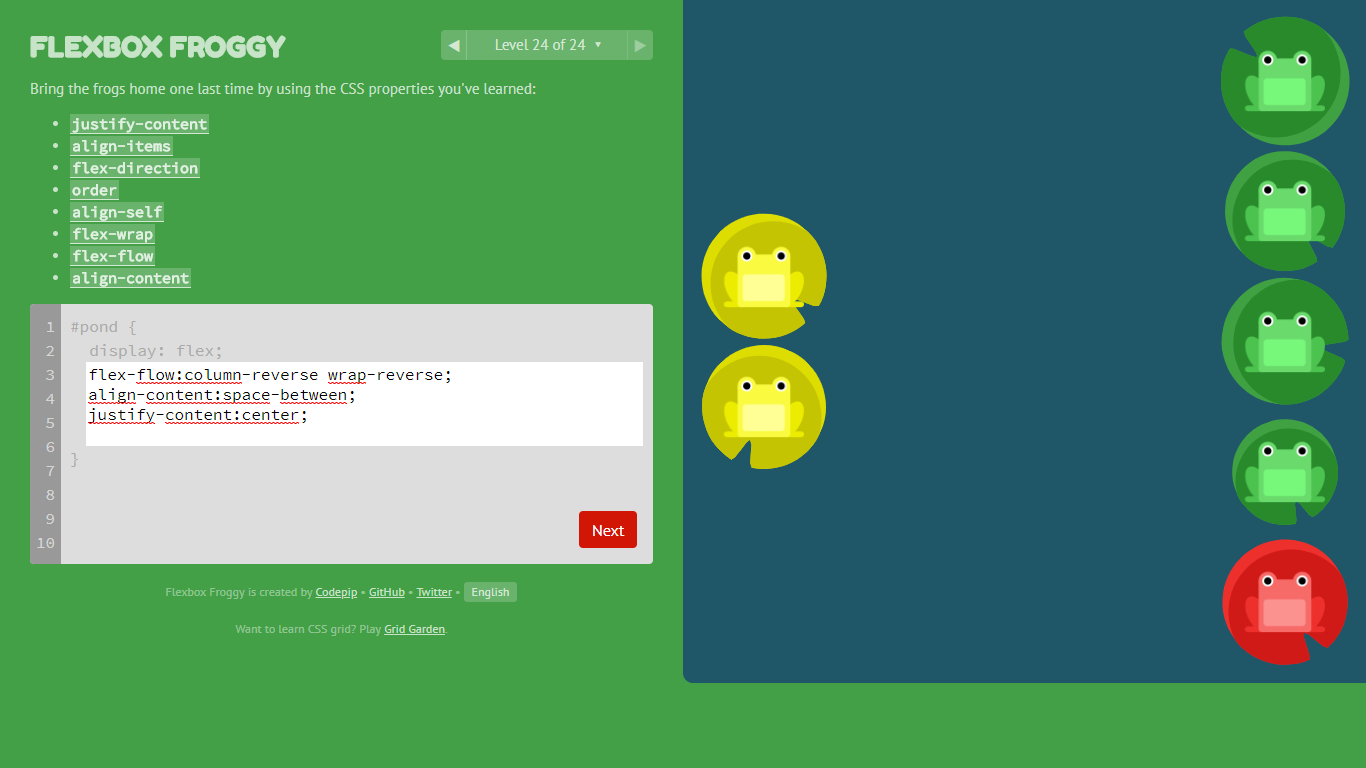 FLEXBOX FROGGY
◀ Level 24 of 24 ▼ ▶
Bring the frogs home one last time by using the CSS properties you've learned:
• justify-content
• align-items
• flex-direction
• order
• align-self
• flex-wrap
• flex-flow
• align-content
1 #pond {
2 display: flex;
3 flex-flow:column-reverse wrap-reverse;
4 align-content:space-between;
5 justify-content:center;
6 }
7
8
9
10
Next
Flexbox Froggy is created by Codepip • GitHub • Twitter • English
Want to learn CSS grid? Play Grid Garden.